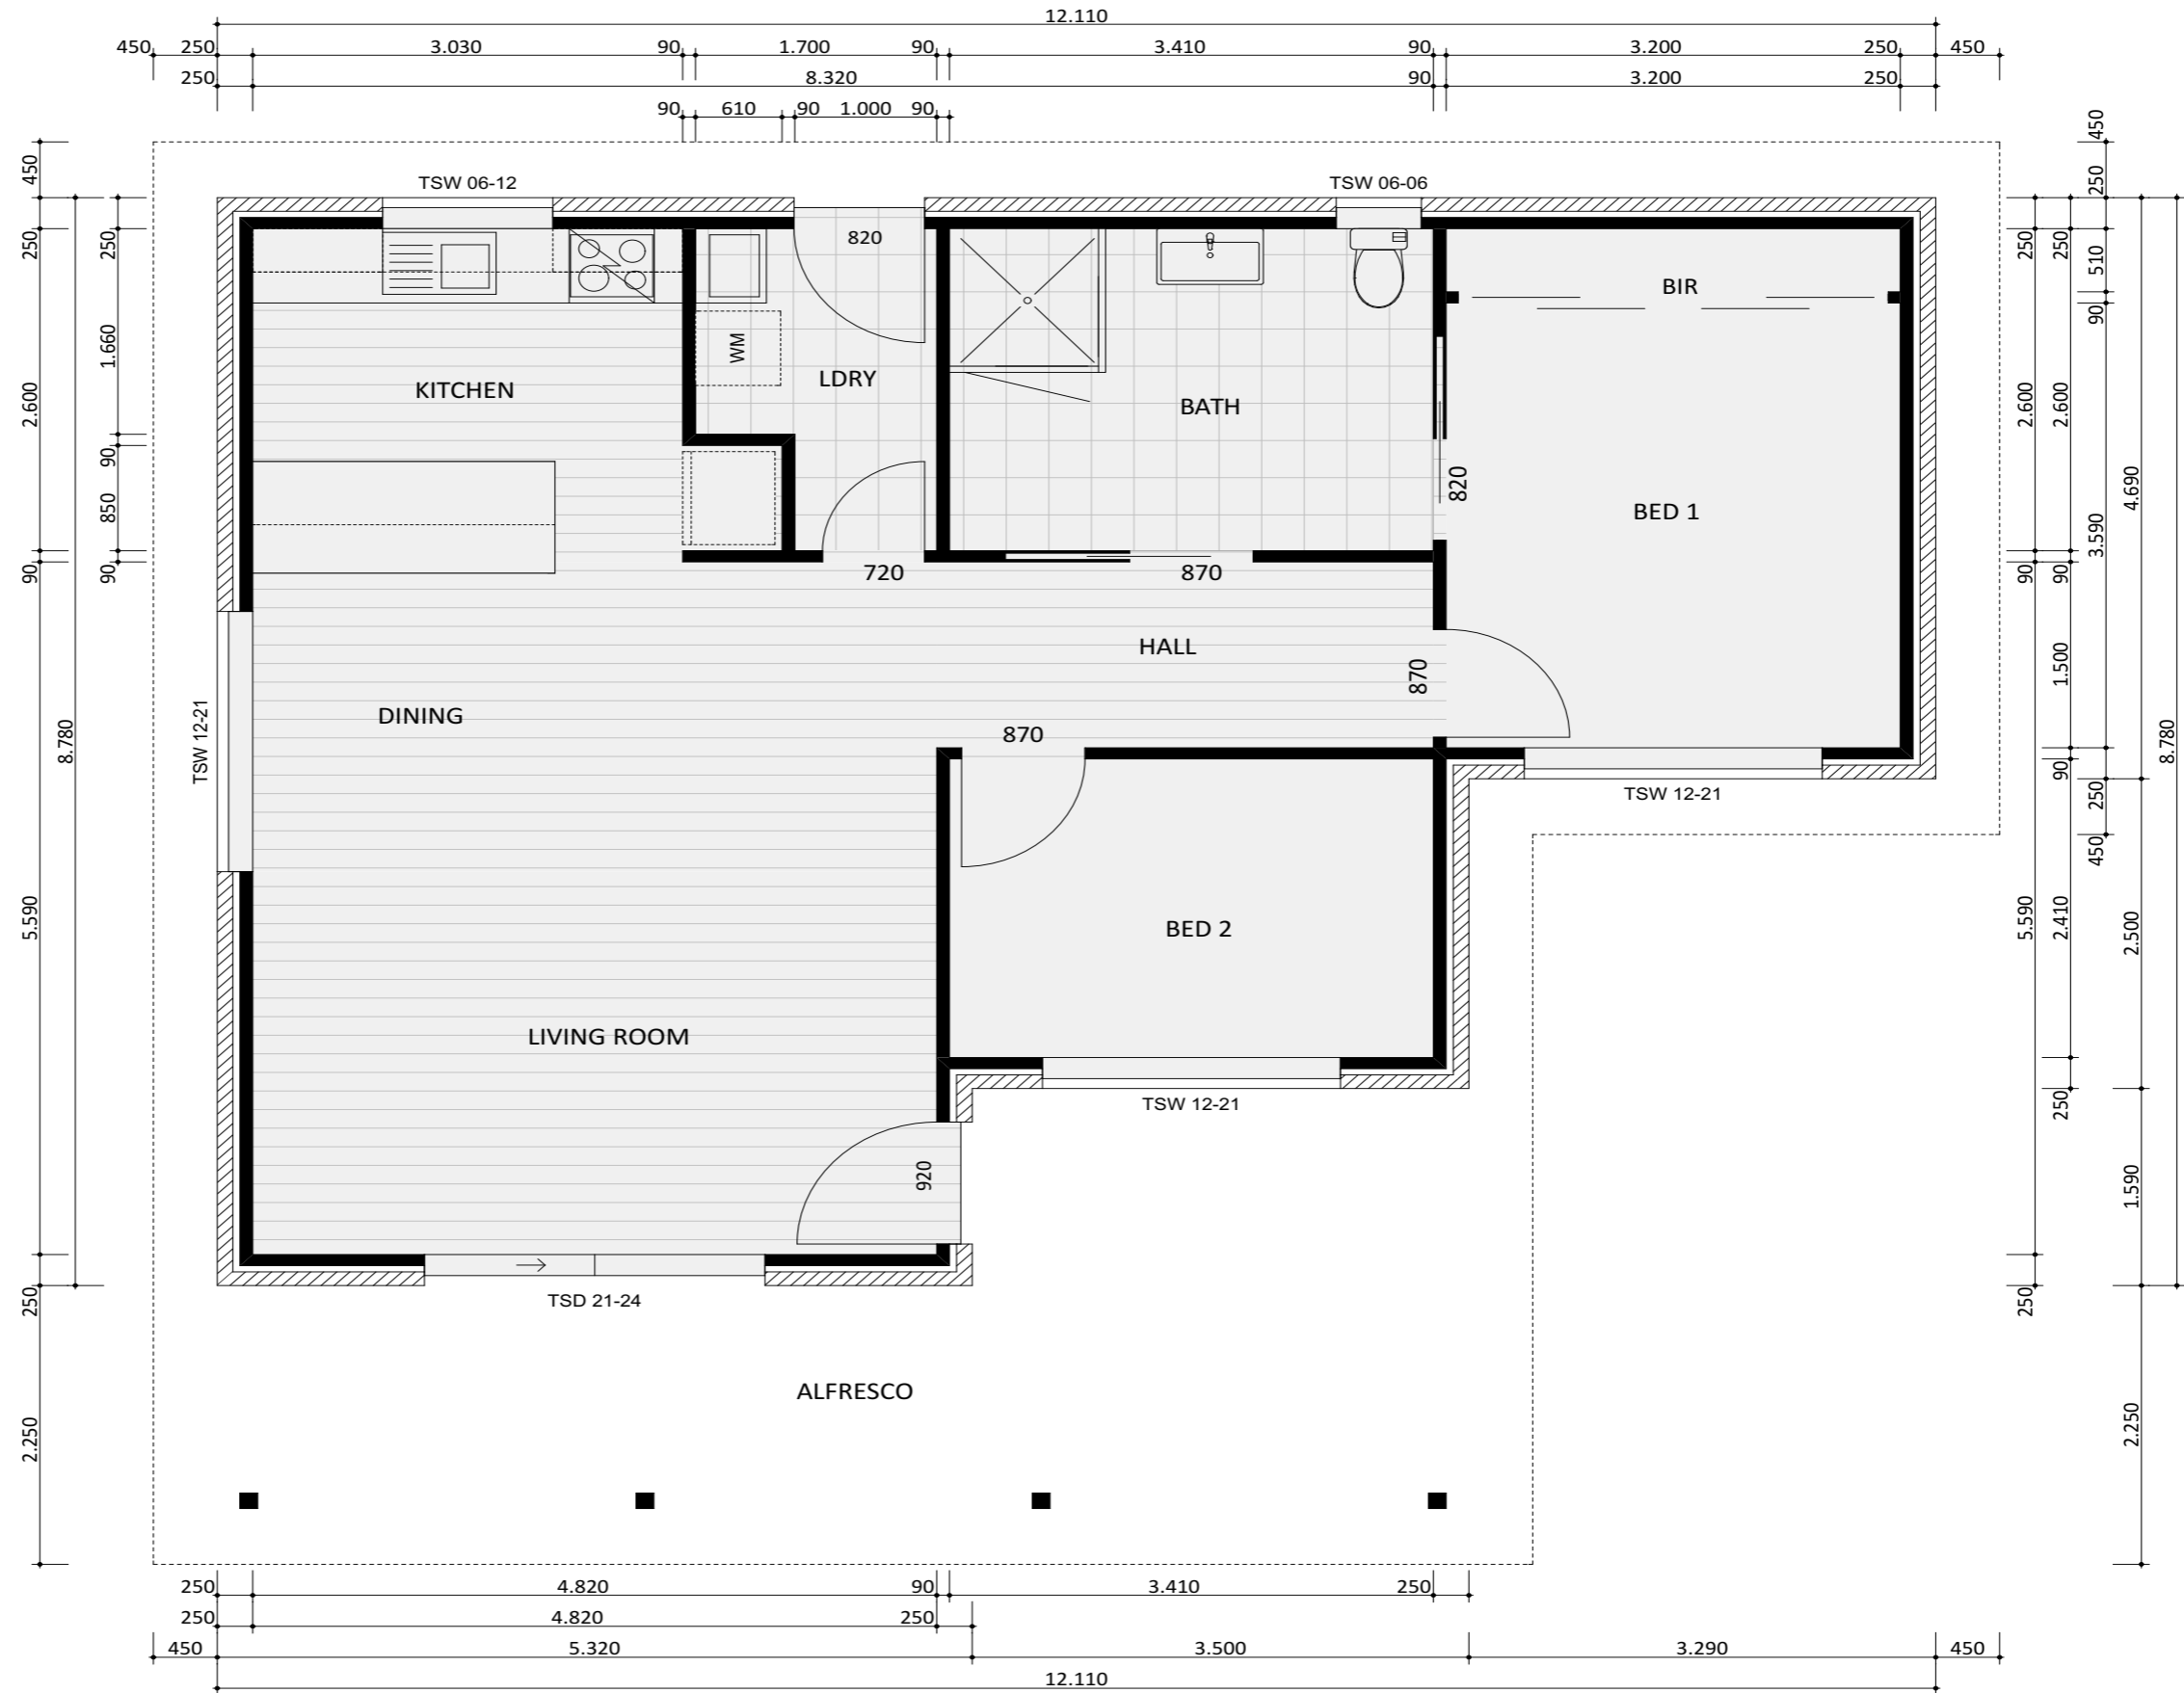 12.110
450 250 3.030 90 1.700 90 3.410 90 3.200 250 450
250 8.320 90 3.200 250
90 610 90 1.000 90
TSW 06-12
TSW 06-06
820
BIR
WM
LDRY
KITCHEN
BATH
820
BED 1
720
870
HALL
870
DINING
870
TSW 12-21
TSW 12-21
BED 2
LIVING ROOM
TSW 12-21
920
TSD 21-24
ALFRESCO
450
250
2.600
90
5.590
250
2.250
8.780
250
1.660
90
850
90
250
2.600
90
5.590
250
250
2.600
90
1.500
90
2.410
250
450
250
510
90
3.590
250
450
4.690
2.500
1.590
2.250
8.780
250 4.820 90 3.410 250
250 4.820 250
450 5.320 3.500 3.290 450
12.110